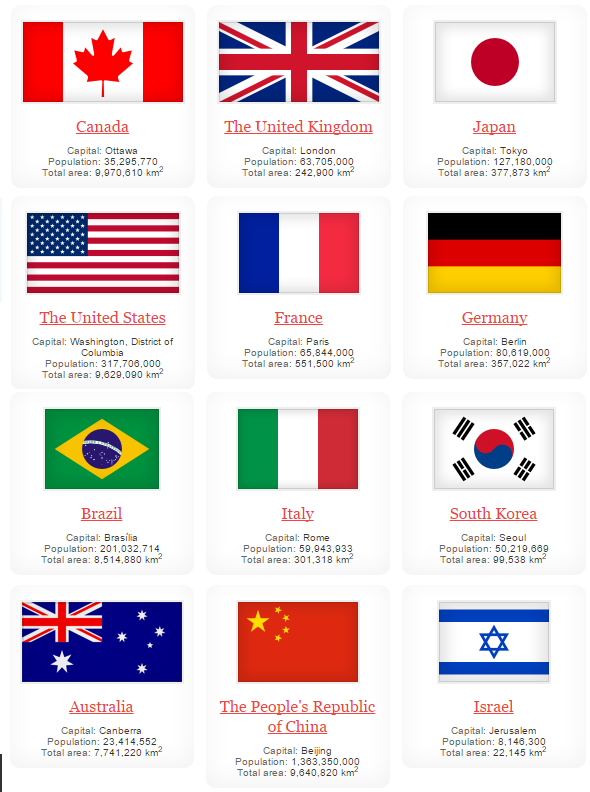 Canada
Capital: Ottawa
Population: 35,295,770
Total area: 9,970,610 km2
The United Kingdom
Capital: London
Population: 63,705,000
Total area: 242,900 km2
Japan
Capital: Tokyo
Population: 127,180,000
Total area: 377,873 km2
The United States
Capital: Washington, District of
Columbia
Population: 317,706,000
Total area: 9,629,090 km2
France
Capital: Paris
Population: 65,844,000
Total area: 551,500 km2
Germany
Capital: Berlin
Population: 80,619,000
Total area: 357,022 km2
Brazil
Capital: Brasília
Population: 201,032,714
Total area: 8,514,880 km2
Italy
Capital: Rome
Population: 59,943,933
Total area: 301,318 km2
South Korea
Capital: Seoul
Population: 50,219,669
Total area: 99,538 km2
Australia
Capital: Canberra
Population: 23,414,552
Total area: 7,741,220 km2
The People's Republic
of China
Capital: Beijing
Population: 1,363,350,000
Total area: 9,640,820 km2
Israel
Capital: Jerusalem
Population: 8,146,300
Total area: 22,145 km2